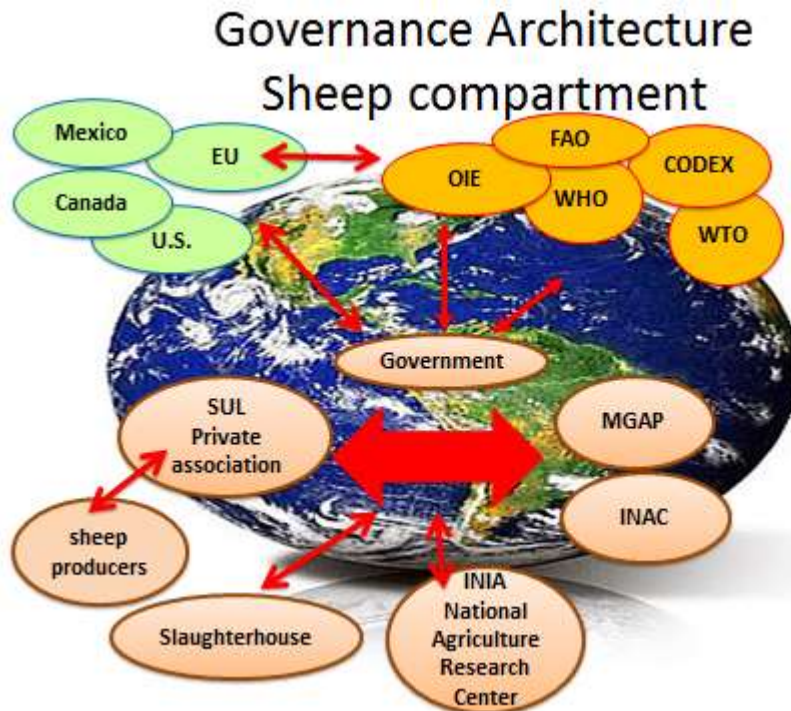 Governance Architecture
Sheep compartment
Mexico
EU
Canada
U.S.
FAO
OIE
WHO
CODEX
WTO
Government
SUL
Private
association
MGAP
INAC
sheep
producers
Slaughterhouse
INIA
National
Agriculture
Research
Center